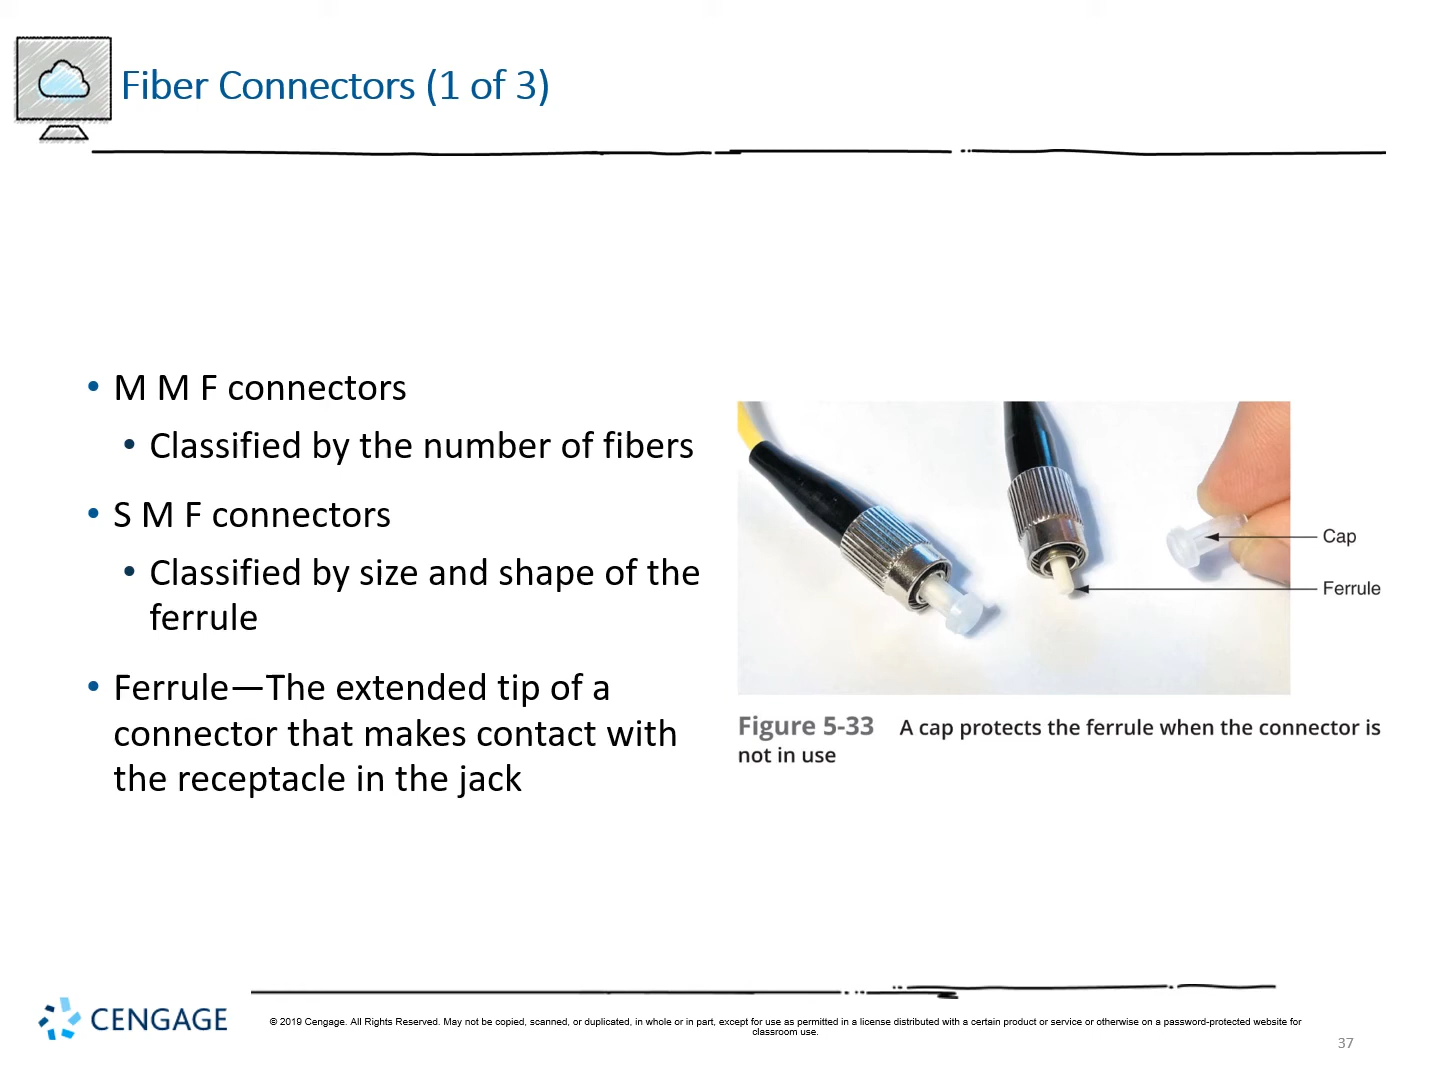 Fiber Connectors (1 of 3)
• M M F connectors
• Classified by the number of fibers
• S M F connectors
• Classified by size and shape of the
ferrule
• Ferrule—The extended tip of a
connector that makes contact with
the receptacle in the jack
Cap
Ferrule
Figure 5-33 A cap protects the ferrule when the connector is
not in use
CENGAGE
© 2019 Cengage. All Rights Reserved. May not be copied, scanned, or duplicated, in whole or in part, except for use as permitted in a license distributed with a certain product or service or otherwise on a password-protected website for
classroom use.
37